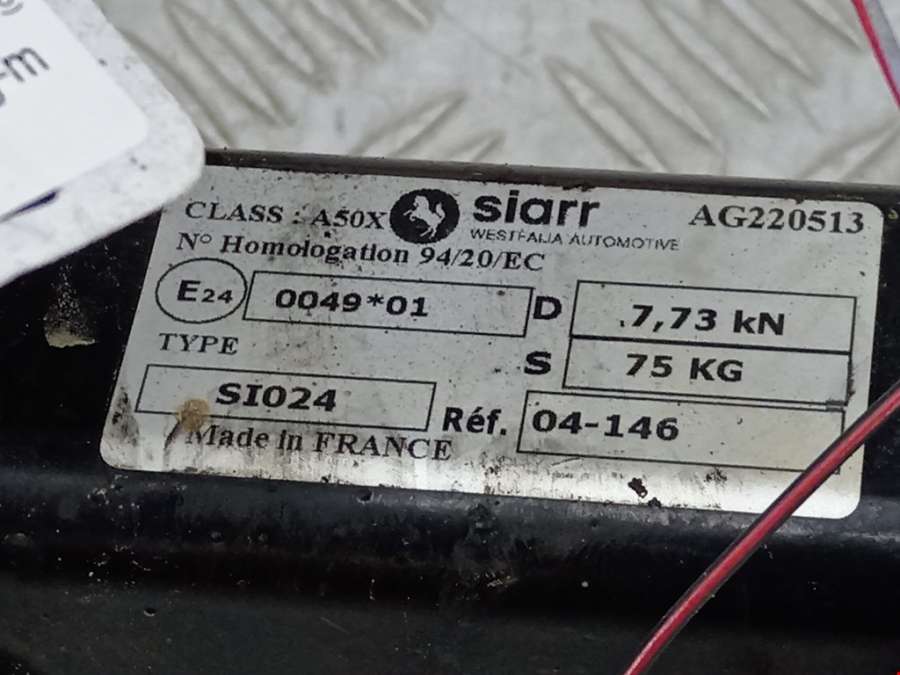 -m
CLASS : A50X siarr AG220513
WESTFALIA AUTOMOTIVE
N° Homologation 94/20/EC
E24 0049*01 D 7,73 kN
TYPE S 75 KG
SIO24 Réf. 04-146
Made in FRANCE